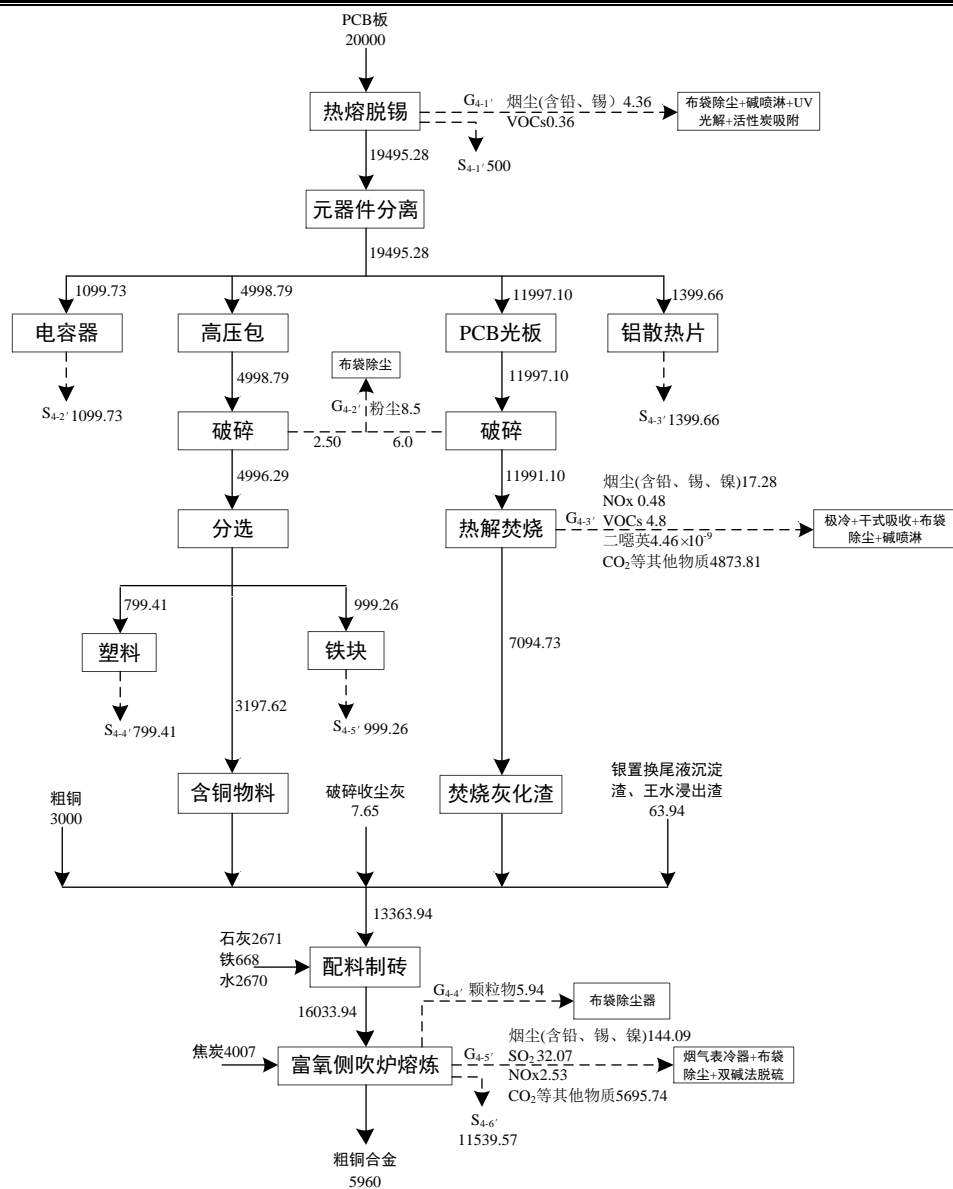 PCB板
20000
热熔脱锡
G4-1′ 烟尘(含铅、锡）4.36
VOCs0.36
布袋除尘+碱喷淋+UV
光解+活性炭吸附
S4-1′ 500
19495.28
元器件分离
19495.28
1099.73
4998.79
11997.10
1399.66
电容器
高压包
PCB光板
铝散热片
布袋除尘
4998.79
11997.10
S4-2′ 1099.73
G4-2′ 粉尘8.5
S4-3′ 1399.66
破碎
2.50
6.0
破碎
4996.29
11991.10
分选
热解焚烧
G4-3′
烟尘(含铅、锡、镍)17.28
NOx 0.48
VOCs 4.8
二噁英4.46×10-9
CO2等其他物质4873.81
极冷+干式吸收+布袋
除尘+碱喷淋
799.41
999.26
塑料
铁块
7094.73
3197.62
S4-4′ 799.41
S4-5′ 999.26
粗铜
3000
含铜物料
破碎收尘灰
7.65
焚烧灰化渣
银置换尾液沉淀
渣、王水浸出渣
63.94
13363.94
石灰2671
铁668
水2670
配料制砖
16033.94
G4-4′ 颗粒物5.94
布袋除尘器
焦炭4007
富氧侧吹炉熔炼
G4-5′
烟尘(含铅、锡、镍)144.09
SO2 32.07
NOx2.53
CO2等其他物质5695.74
烟气表冷器+布袋
除尘+双碱法脱硫
S4-6′
11539.57
粗铜合金
5960